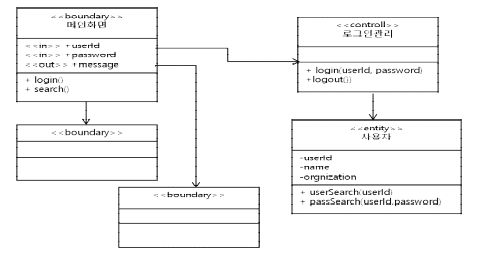 <<boundary>>
메인화면
<<in>> +userId
<<in>> +password
<<out>> +message
+ login()
+ search()
<<controll>>
로그인관리
+ login(userId, password)
+logout()
<<boundary>>
<<entity>>
사용자
-userId
-name
-orgnization
+ userSearch(userId)
+ passSearch(userId,password)
<<boundary>>